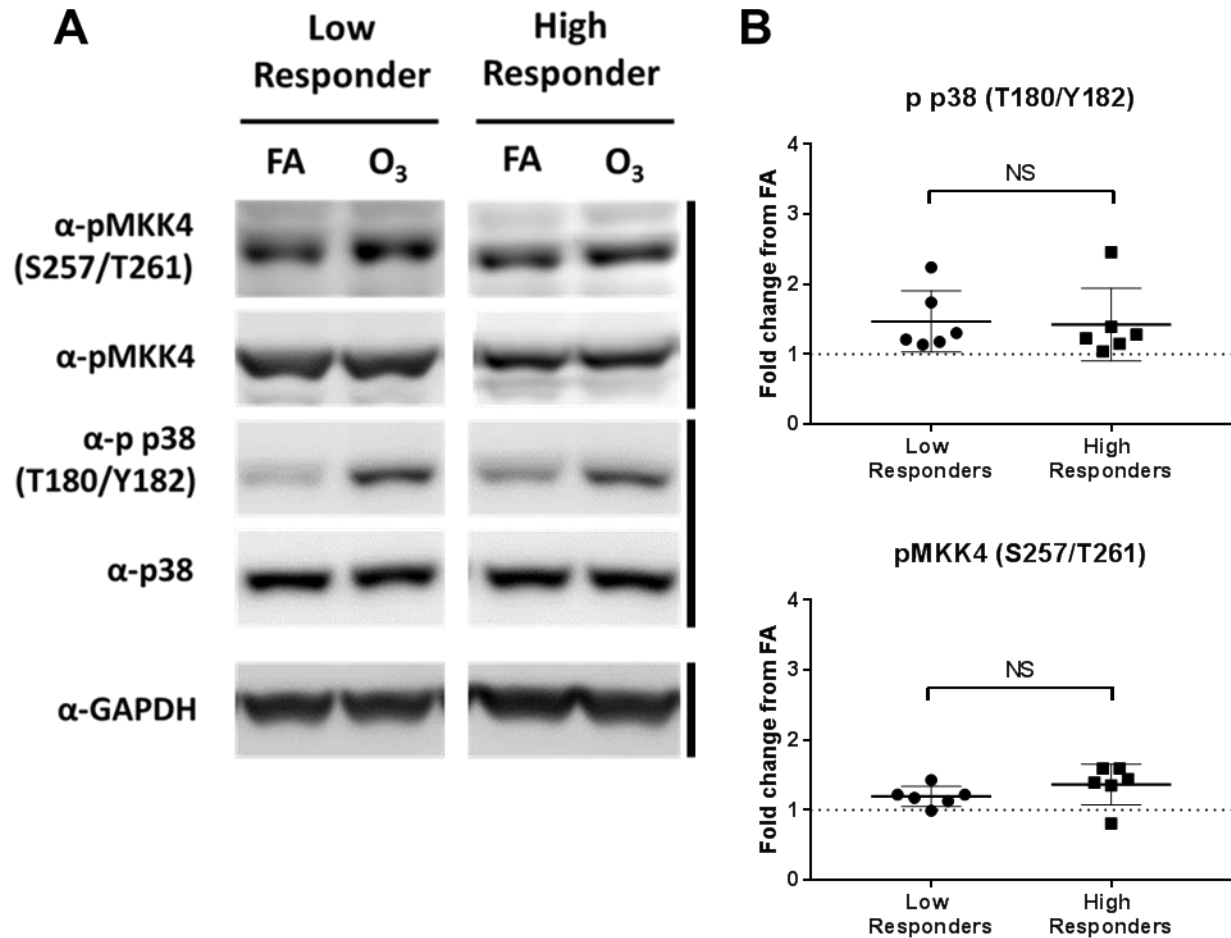 A
Low
Responder
High
Responder
FA
O₃
FA
O₃
α-pMKK4
(S257/T261)
α-pMKK4
α-p p38
(T180/Y182)
α-p38
α-GAPDH
B
p p38 (T180/Y182)
Fold change from FA
4
3
2
1
0
NS
Low
Responders
High
Responders
pMKK4 (S257/T261)
Fold change from FA
4
3
2
1
0
NS
Low
Responders
High
Responders